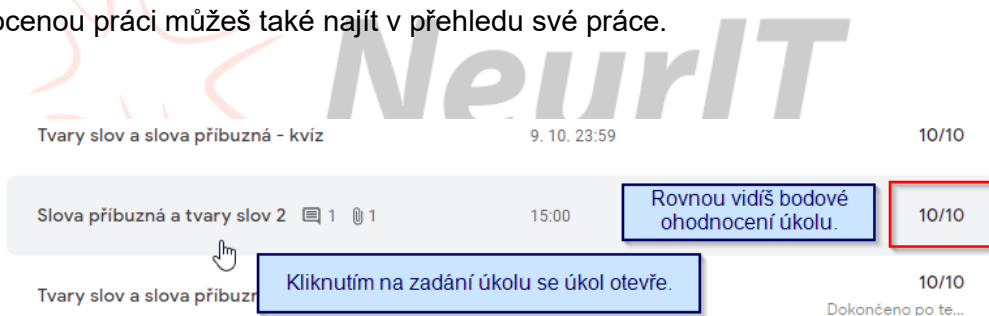 ocenou práci můžeš také najít v přehledu své práce.
NeurIT
Tvary slov a slova příbuzná - kvíz 9. 10. 23:59 10/10
Slova příbuzná a tvary slov 2 1 1 15:00 Rovnou vidíš bodové
ohodnocení úkolu. 10/10
Kliknutím na zadání úkolu se úkol otevře.
Tvary slov a slova příbuzn 10/10
Dokončeno po te...